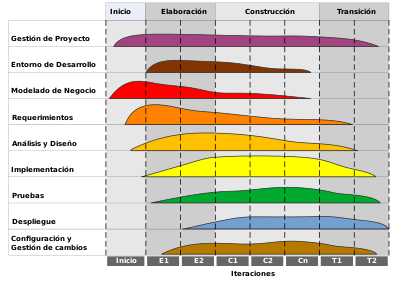 Inicio Elaboración Construcción Transición
Gestión de Proyecto
Entorno de Desarrollo
Modelado de Negocio
Requerimientos
Análisis y Diseño
Implementación
Pruebas
Despliegue
Configuración y
Gestión de cambios
Inicio E1 E2 C1 C2 Cn T1 T2
Iteraciones